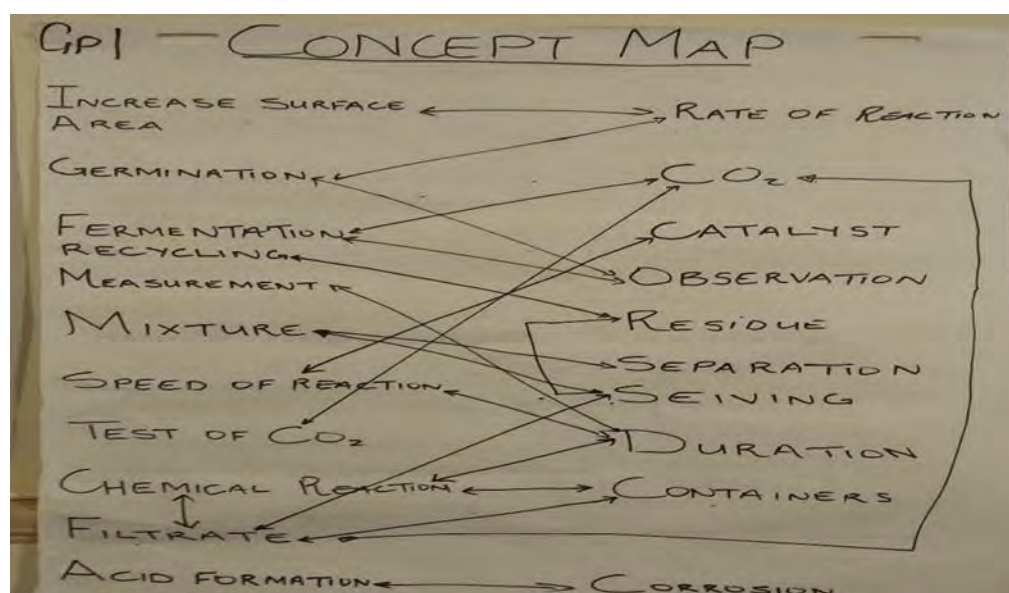 GP1 — CONCEPT MAP —
INCREASE SURFACE AREA RATE OF REACTION
GERMINATION CO₂
FERMENTATION CATALYST
RECYCLING OBSERVATION
MEASUREMENT RESIDUE
MIXTURE SEPARATION
SPEED OF REACTION SEIVING
TEST OF CO₂ DURATION
CHEMICAL REACTION CONTAINERS
FILTRATE
ACID FORMATION CORROSION